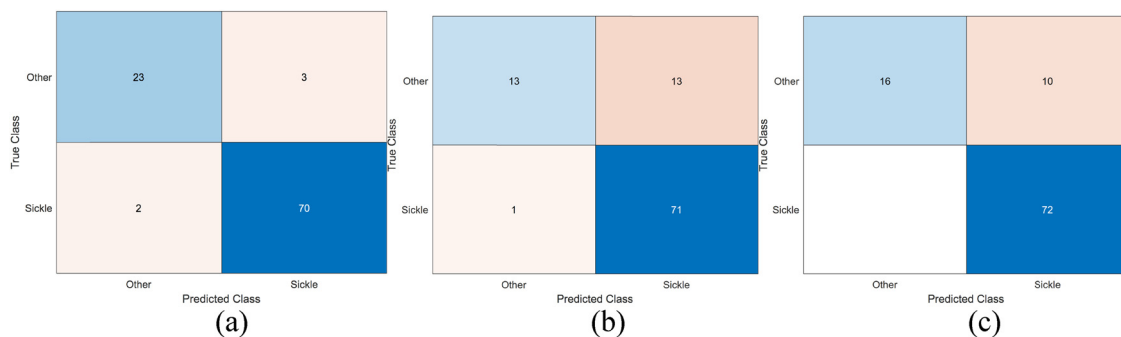 Other
23
3
True Class
Sickle
2
70
Other
Sickle
Predicted Class
(a)
Other
13
13
True Class
Sickle
1
71
Other
Sickle
Predicted Class
(b)
Other
16
10
True Class
Sickle
72
Other
Sickle
Predicted Class
(c)